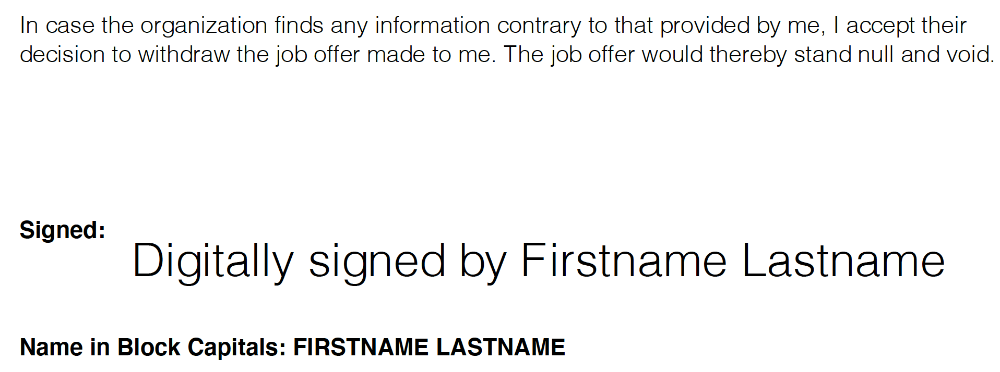 In case the organization finds any information contrary to that provided by me, I accept their
decision to withdraw the job offer made to me. The job offer would thereby stand null and void.
Signed:
Digitally signed by Firstname Lastname
Name in Block Capitals: FIRSTNAME LASTNAME